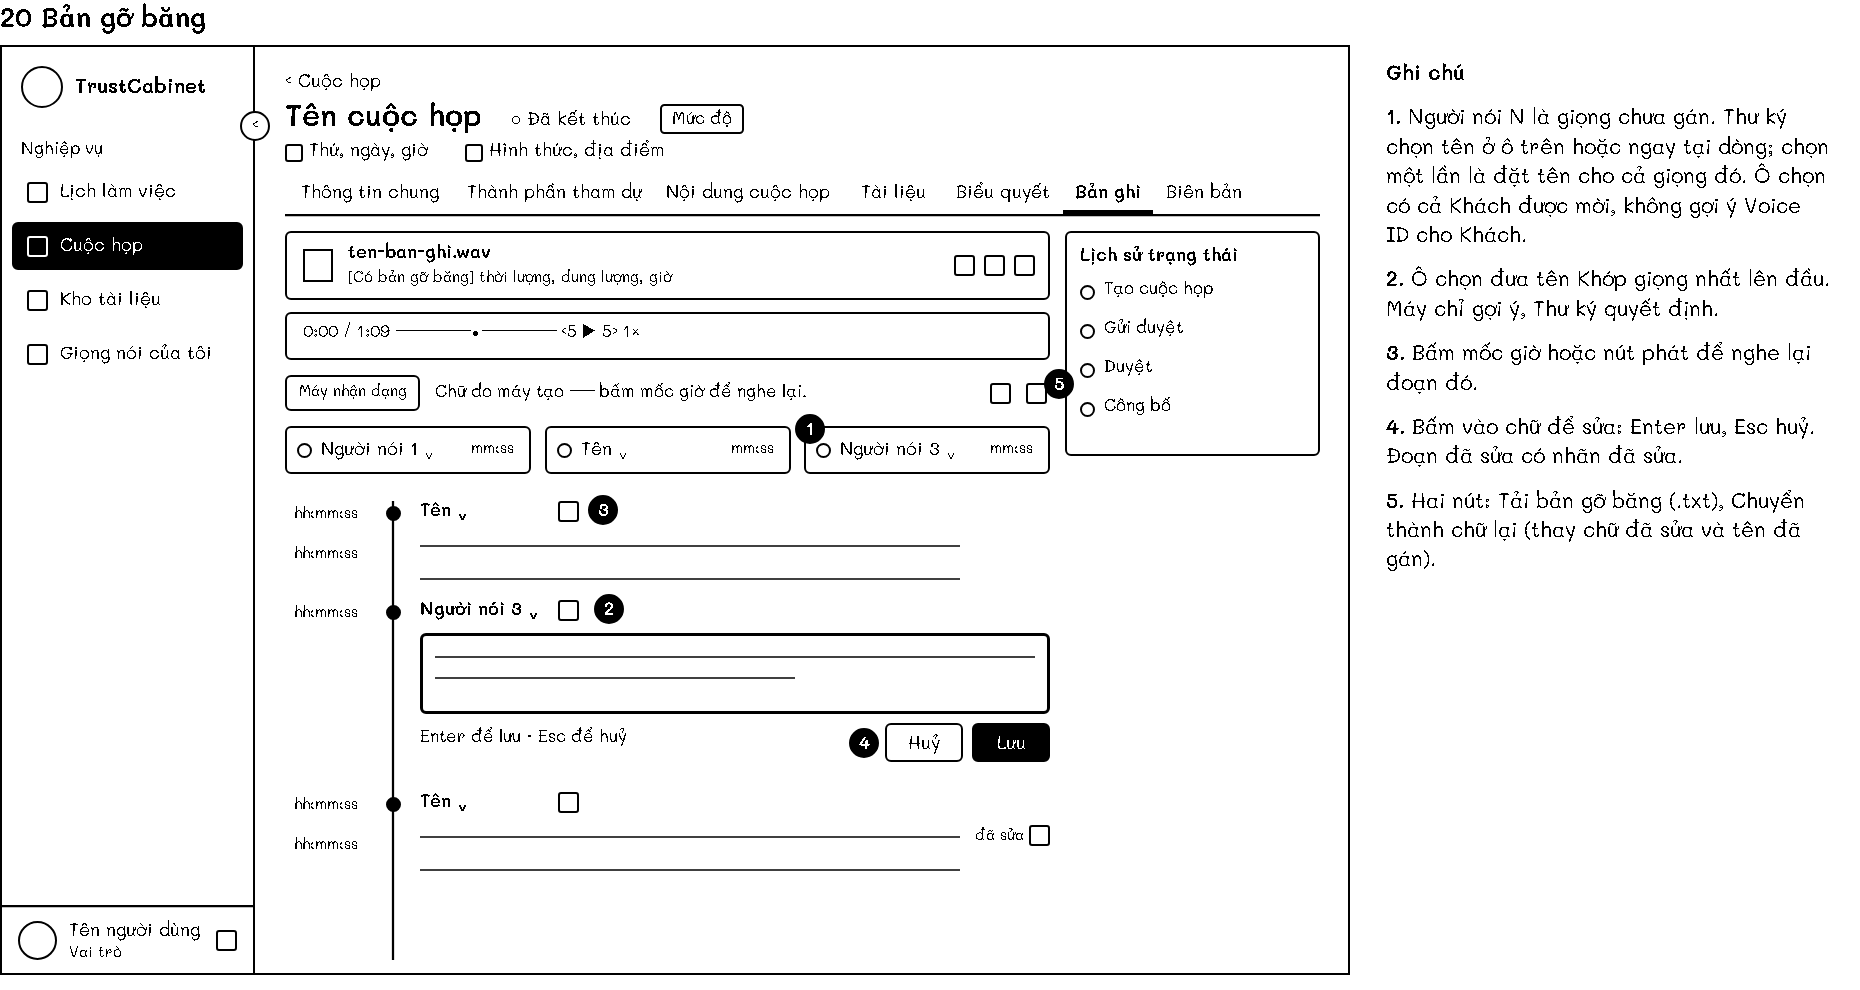 20 Bản gỡ băng
TrustCabinet
Nghiệp vụ
Lịch làm việc
Cuộc họp
Kho tài liệu
Giọng nói của tôi
Tên người dùng
Vai trò
<
< Cuộc họp
Tên cuộc họp ○ Đã kết thúc Mức độ
Thứ, ngày, giờ Hình thức, địa điểm
Thông tin chung Thành phần tham dự Nội dung cuộc họp Tài liệu Biểu quyết Bản ghi Biên bản
ten-ban-ghi.wav
[Có bản gỡ băng] thời lượng, dung lượng, giờ
0:00 / 1:09 ——•—— <5 ▶ 5> 1×
Máy nhận dạng Chữ do máy tạo — bấm mốc giờ để nghe lại.
5
1
Người nói 1 v mm:ss Tên v mm:ss Người nói 3 v mm:ss
hh:mm:ss Tên v 3
hh:mm:ss
hh:mm:ss Người nói 3 v 2
Enter để lưu · Esc để huỷ 4 Huỷ Lưu
hh:mm:ss Tên v
hh:mm:ss đã sửa
Lịch sử trạng thái
Tạo cuộc họp
Gửi duyệt
Duyệt
Công bố
Ghi chú
1. Người nói N là giọng chưa gán. Thư ký
chọn tên ở ô trên hoặc ngay tại dòng; chọn
một lần là đặt tên cho cả giọng đó. Ô chọn
có cả Khách được mời, không gợi ý Voice
ID cho Khách.
2. Ô chọn đưa tên Khớp giọng nhất lên đầu.
Máy chỉ gợi ý, Thư ký quyết định.
3. Bấm mốc giờ hoặc nút phát để nghe lại
đoạn đó.
4. Bấm vào chữ để sửa: Enter lưu, Esc huỷ.
Đoạn đã sửa có nhãn đã sửa.
5. Hai nút: Tải bản gỡ băng (.txt), Chuyển
thành chữ lại (thay chữ đã sửa và tên đã
gán).